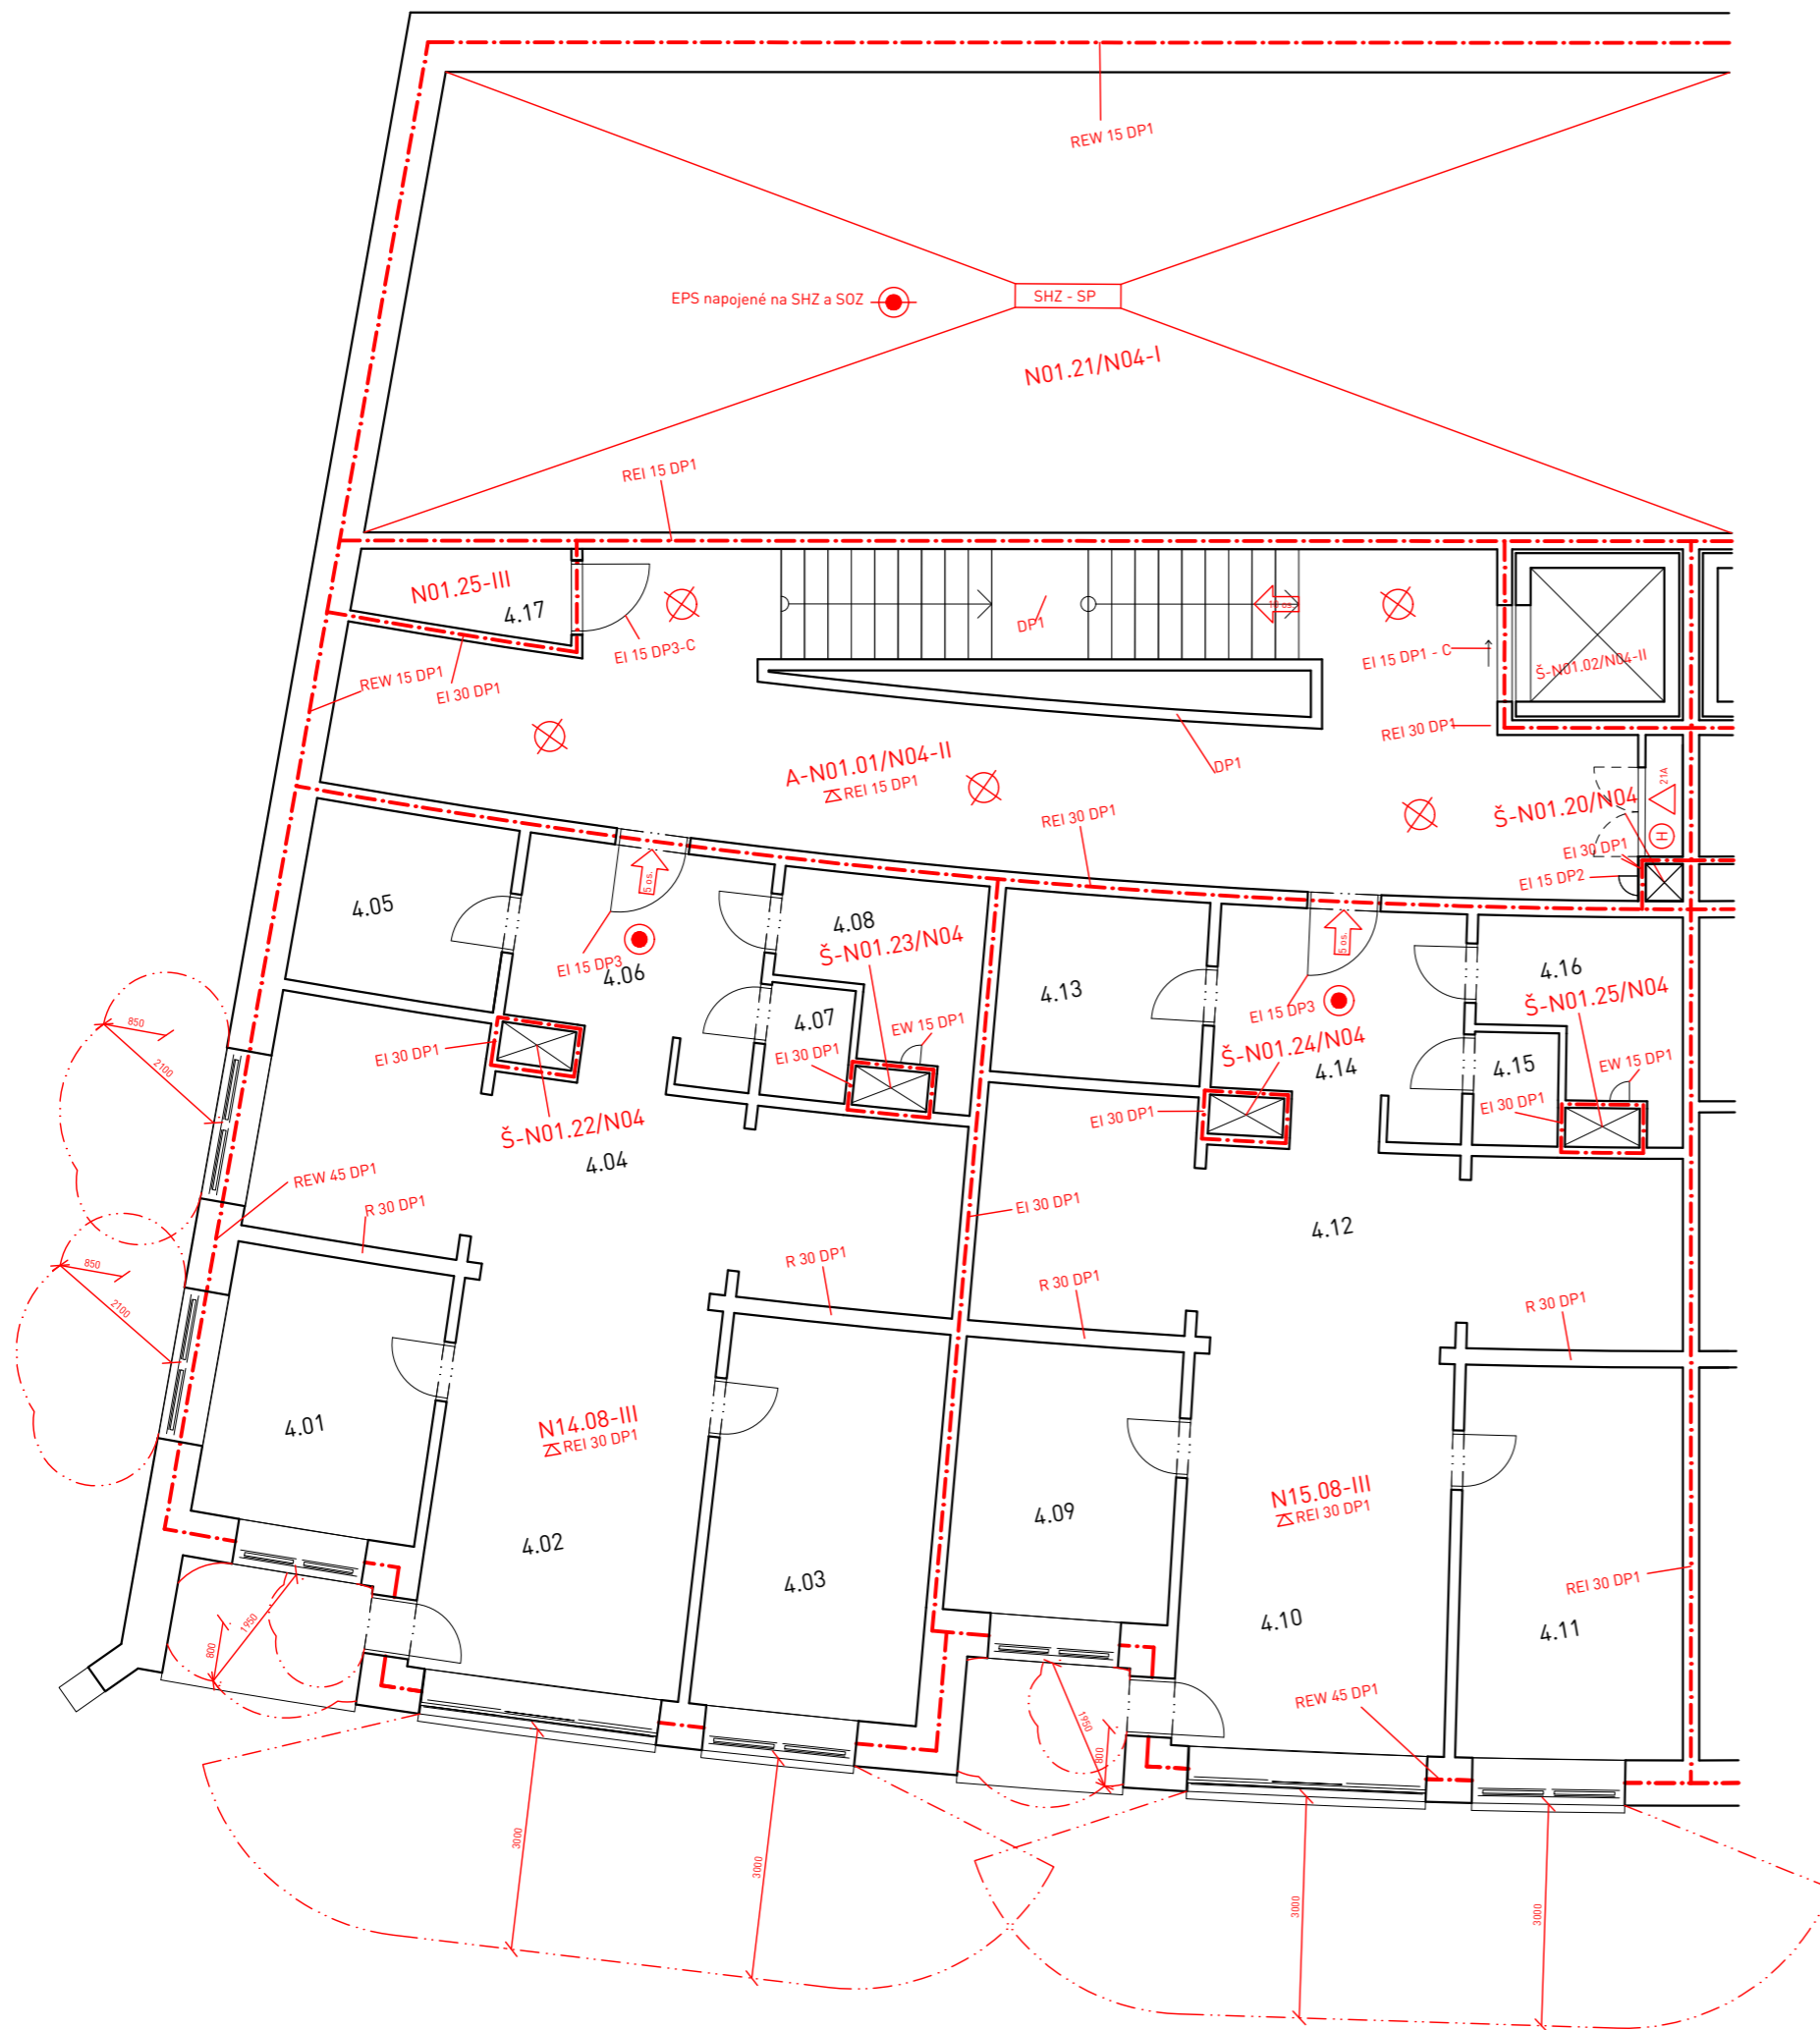 REW 15 DP1
EPS napojené na SHZ a SOZ
SHZ - SP
N01.21/N04-I
REI 15 DP1
N01.25-III
4.17
EI 15 DP3-C
DP1
10 os.
EI 15 DP1 - C
Š-N01.02/N04-II
REW 15 DP1
EI 30 DP1
REI 30 DP1
A-N01.01/N04-II
REI 15 DP1
DP1
21A
H
Š-N01.20/N04
REI 30 DP1
EI 30 DP1
EI 15 DP2
4.05
5 os.
4.08
Š-N01.23/N04
EI 15 DP3
4.06
4.13
5 os.
4.16
Š-N01.25/N04
EI 15 DP3
850
2100
4.07
EW 15 DP1
EI 30 DP1
EI 30 DP1
Š-N01.24/N04
4.14
4.15
EW 15 DP1
EI 30 DP1
EI 30 DP1
Š-N01.22/N04
4.04
REW 45 DP1
R 30 DP1
EI 30 DP1
4.12
850
2100
R 30 DP1
R 30 DP1
R 30 DP1
4.01
N14.08-III
REI 30 DP1
4.02
4.03
4.09
N15.08-III
REI 30 DP1
REI 30 DP1
4.10
4.11
1950
800
REW 45 DP1
1950
800
3000
3000
3000
3000